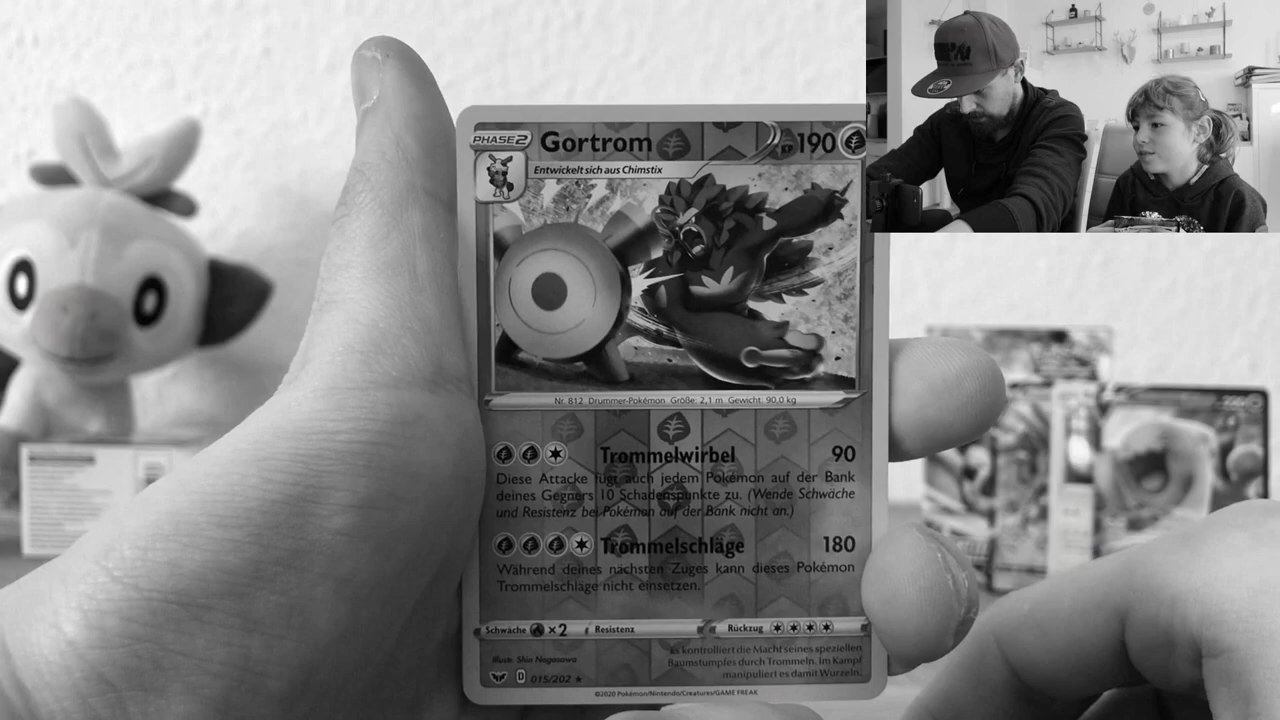 PHASE 2 Gortrom KP 190
Entwickelt sich aus Chimstix
Nr. 812 Drummer-Pokémon Größe: 2,1 m Gewicht: 90,0 kg
Trommelwirbel 90
Diese Attacke fügt auch jedem Pokémon auf der Bank
deines Gegners 10 Schadenspunkte zu. (Wende Schwäche
und Resistenz bei Pokémon auf der Bank nicht an.)
Trommelschläge 180
Während deines nächsten Zuges kann dieses Pokémon
Trommelschläge nicht einsetzen.
Schwäche ×2 Resistenz Rückzug
Illustr. Shin Nagasawa
D 015/202 ★
Es kontrolliert die Macht seines speziellen
Baumstumpfes durch Trommeln. Im Kampf
manipuliert es damit Wurzeln.
©2020 Pokémon/Nintendo/Creatures/GAME FREAK